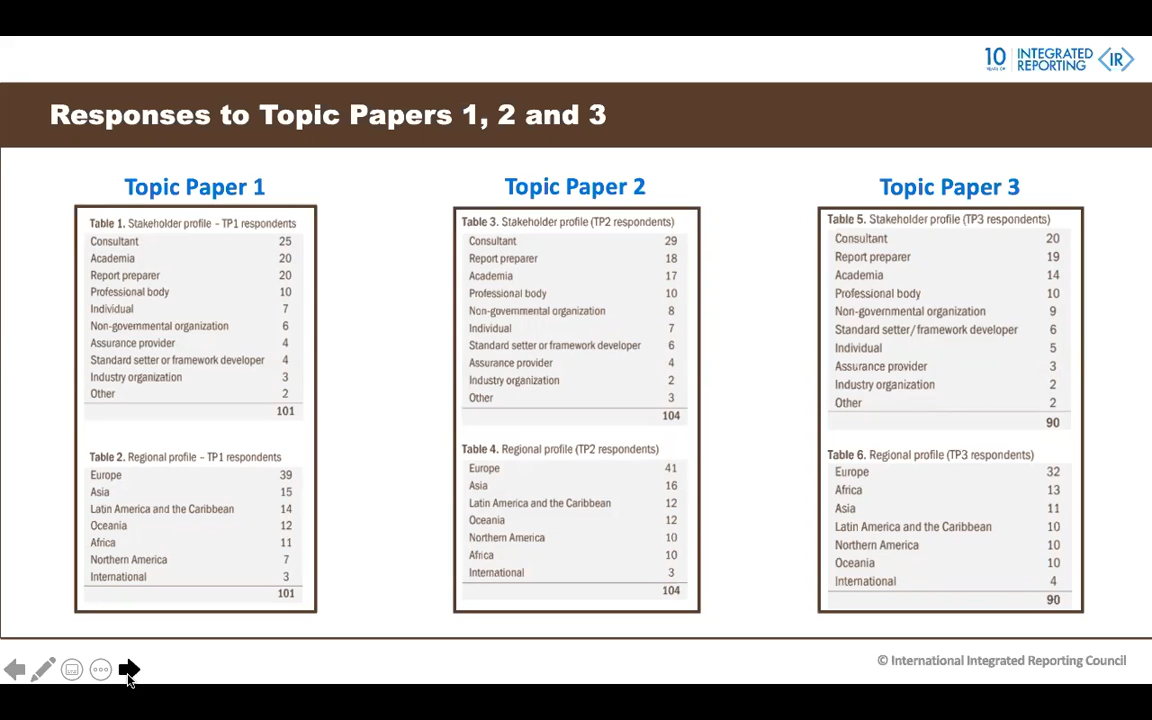 10 INTEGRATED
YEARS OF REPORTING <IR>
Responses to Topic Papers 1, 2 and 3
Topic Paper 1
Table 1. Stakeholder profile – TP1 respondents
Consultant 25
Academia 20
Report preparer 20
Professional body 10
Individual 7
Non-governmental organization 6
Assurance provider 4
Standard setter or framework developer 4
Industry organization 3
Other 2
101
Table 2. Regional profile – TP1 respondents
Europe 39
Asia 15
Latin America and the Caribbean 14
Oceania 12
Africa 11
Northern America 7
International 3
101
Topic Paper 2
Table 3. Stakeholder profile (TP2 respondents)
Consultant 29
Report preparer 18
Academia 17
Professional body 10
Non-governmental organization 8
Individual 7
Standard setter or framework developer 6
Assurance provider 4
Industry organization 2
Other 3
104
Table 4. Regional profile (TP2 respondents)
Europe 41
Asia 16
Latin America and the Caribbean 12
Oceania 12
Northern America 10
Africa 10
International 3
104
Topic Paper 3
Table 5. Stakeholder profile (TP3 respondents)
Consultant 20
Report preparer 19
Academia 14
Professional body 10
Non-governmental organization 9
Standard setter/framework developer 6
Individual 5
Assurance provider 3
Industry organization 2
Other 2
90
Table 6. Regional profile (TP3 respondents)
Europe 32
Africa 13
Asia 11
Latin America and the Caribbean 10
Northern America 10
Oceania 10
International 4
90
© International Integrated Reporting Council